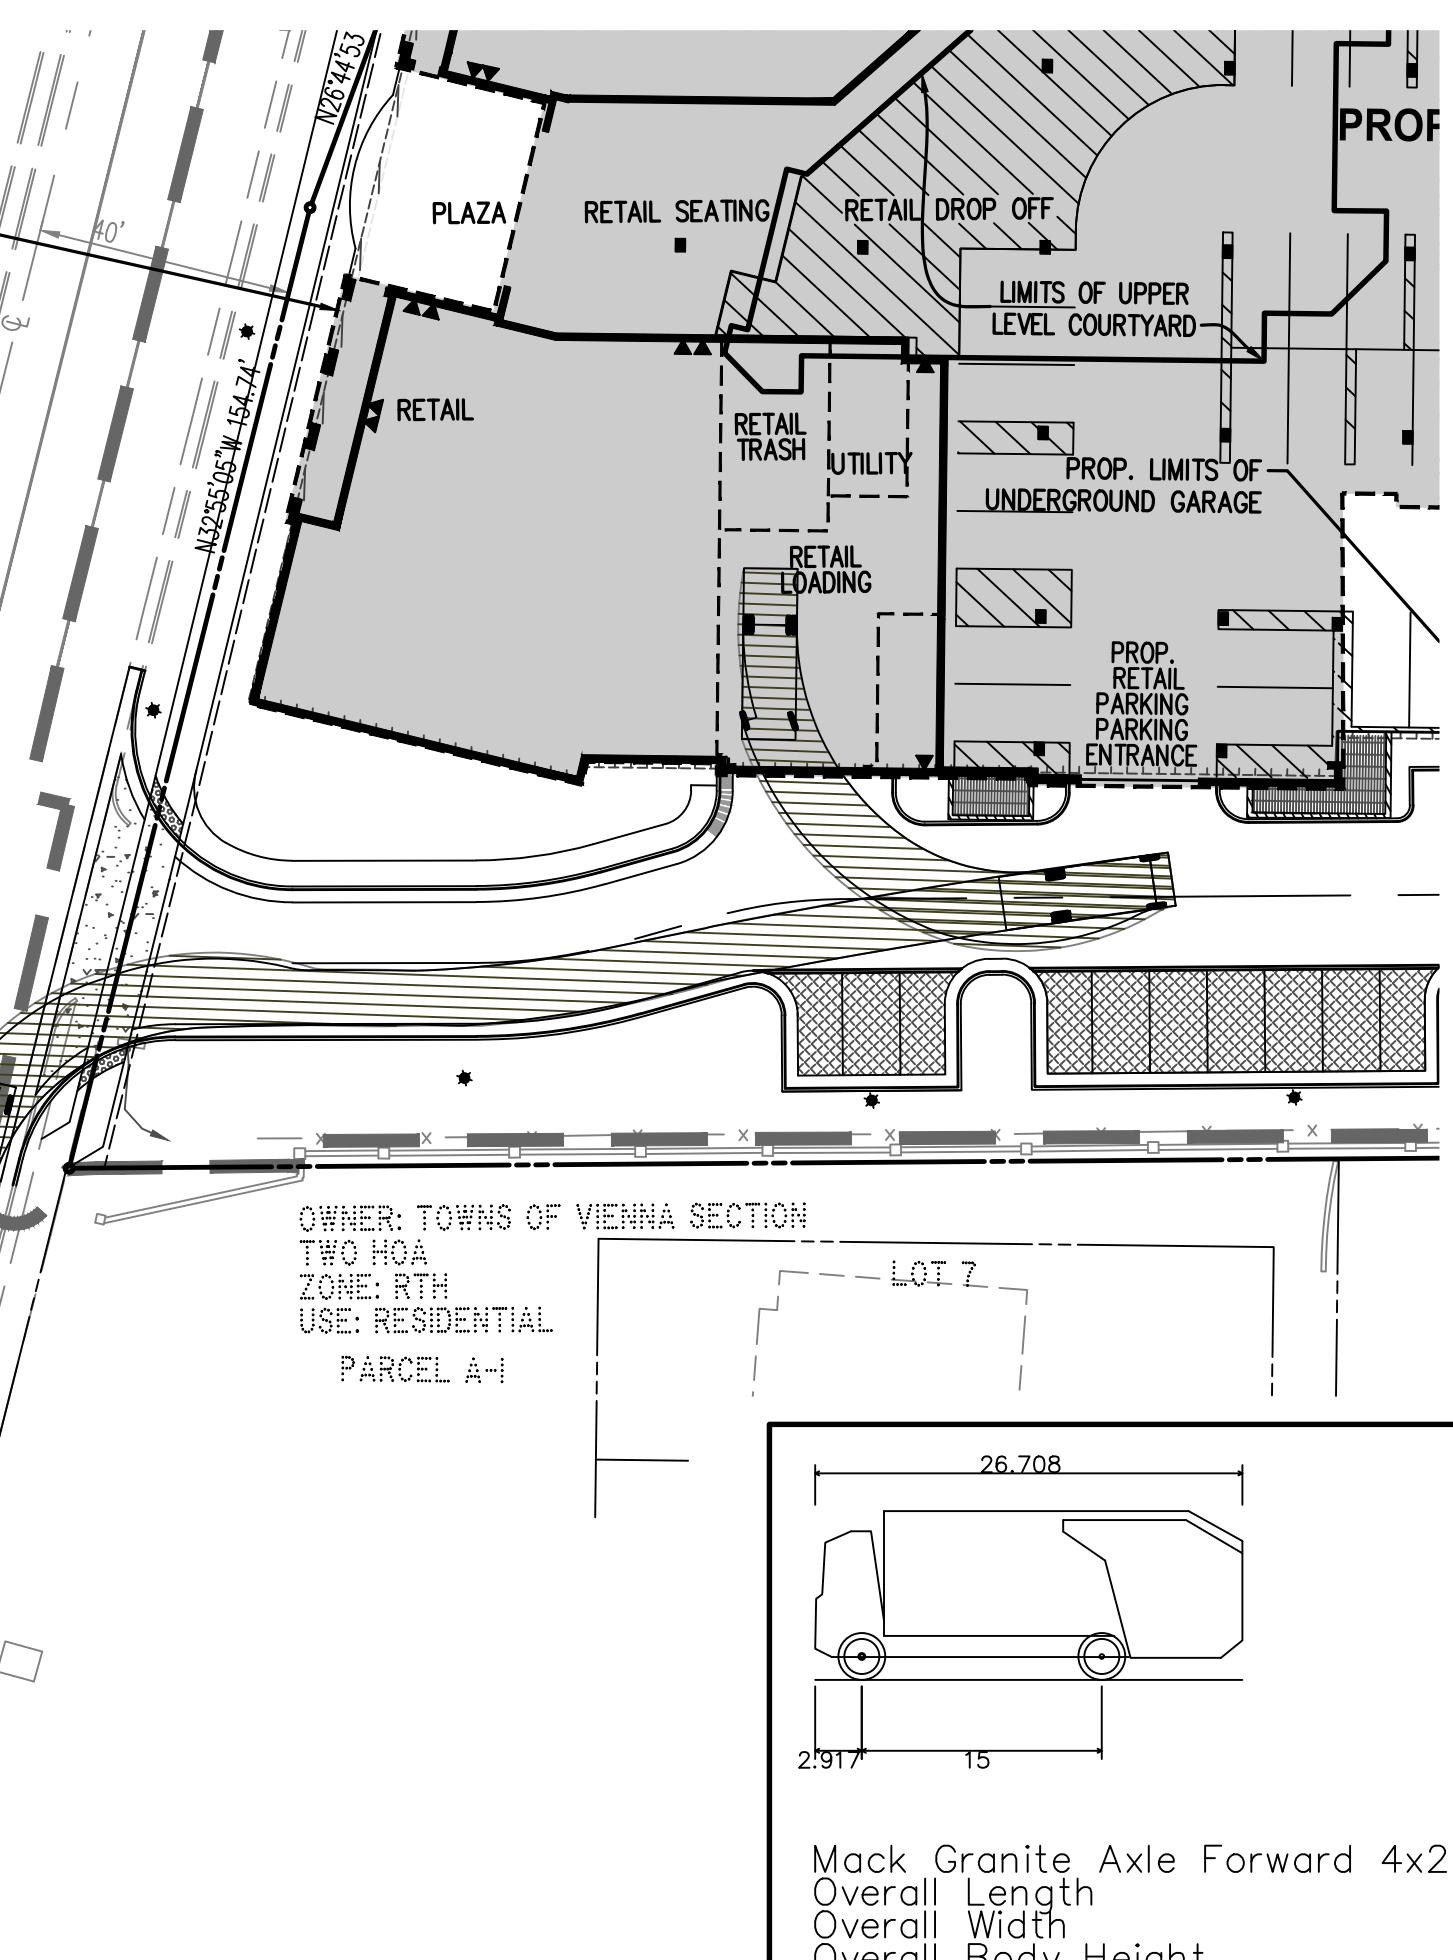 N26°44'53
PROP
PLAZA
RETAIL SEATING
RETAIL DROP OFF
40'
LIMITS OF UPPER
LEVEL COURTYARD
N32°55'05"W 154.74'
RETAIL
RETAIL
TRASH
UTILITY
PROP. LIMITS OF
UNDERGROUND GARAGE
RETAIL
LOADING
PROP.
RETAIL
PARKING
PARKING
ENTRANCE
OWNER: TOWNS OF VIENNA SECTION
TWO HOA
ZONE: RTH
USE: RESIDENTIAL
PARCEL A-1
LOT 7
26.708
2.917
15
Mack Granite Axle Forward 4x2
Overall Length
Overall Width
Overall Body Height